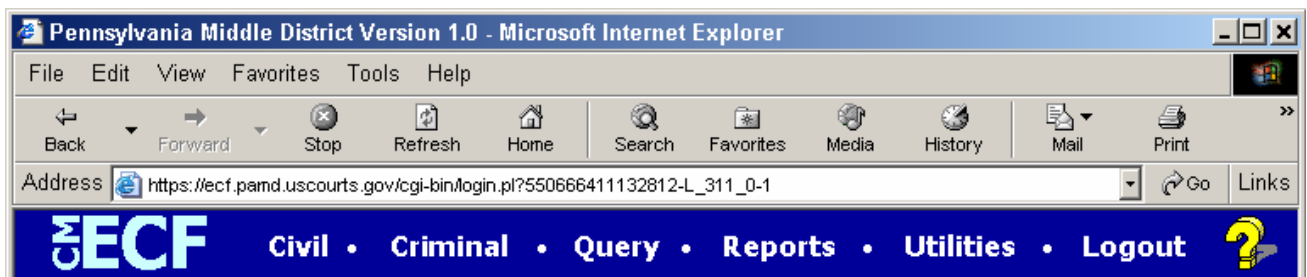 Pennsylvania Middle District Version 1.0 - Microsoft Internet Explorer
File Edit View Favorites Tools Help
Back Forward Stop Refresh Home Search Favorites Media History Mail Print »
Address https://ecf.pamd.uscourts.gov/cgi-bin/login.pl?550666411132812-L_311_0-1 Go Links
CM ECF Civil • Criminal • Query • Reports • Utilities • Logout ?